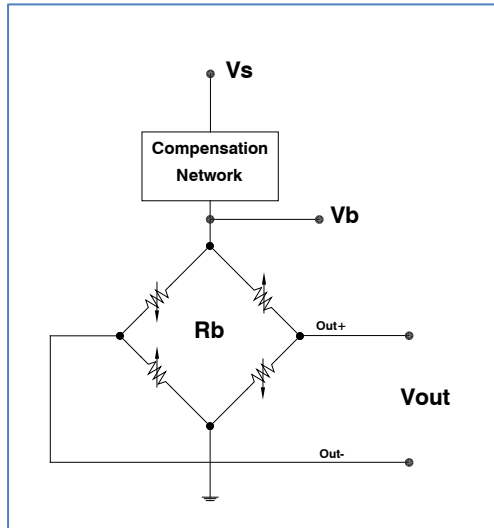 Vs
Compensation
Network
Vb
Rb
Out+
Vout
Out-